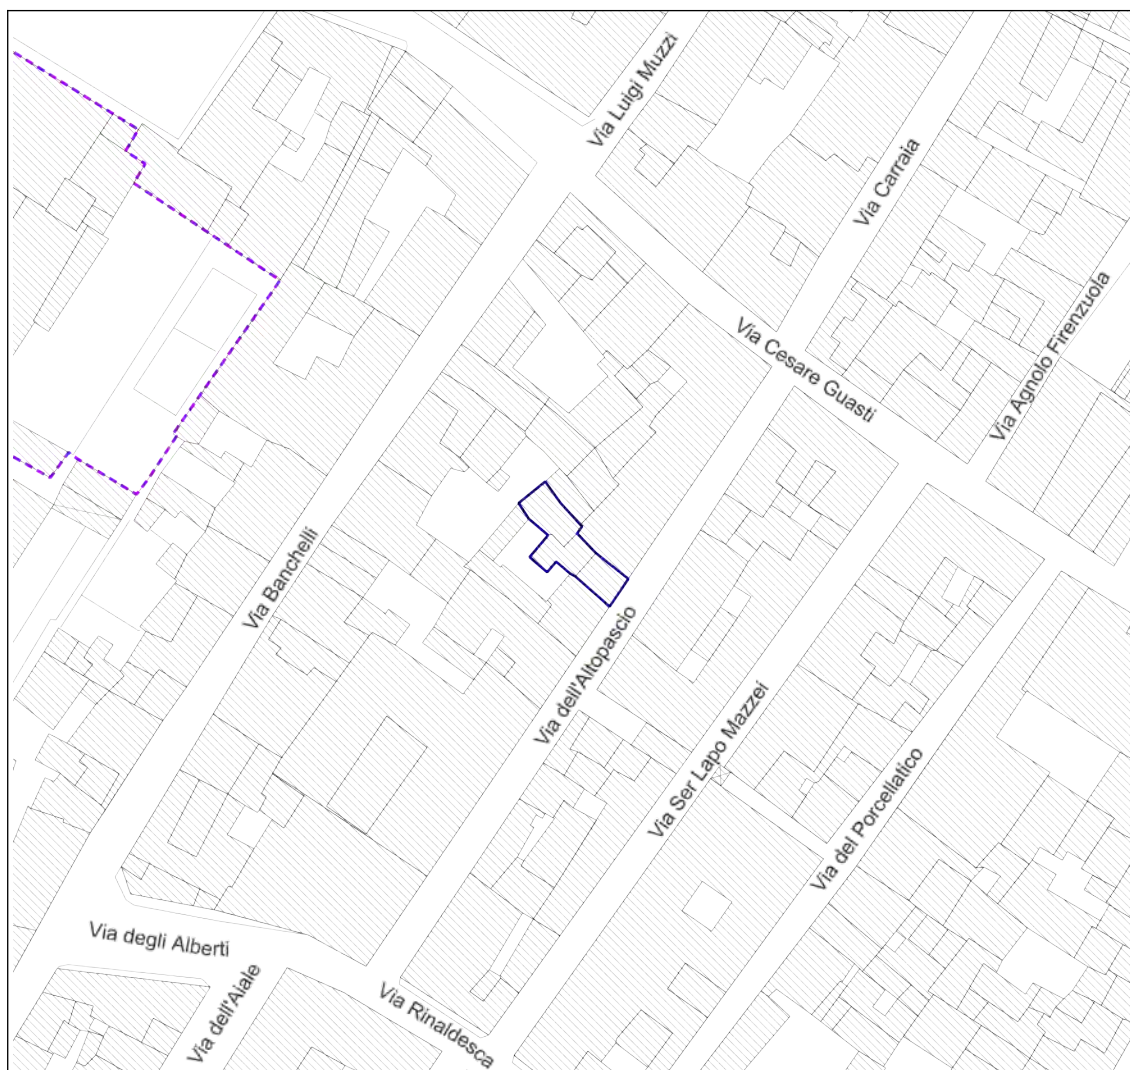 Via Luigi Muzzi
Via Carraia
Via Agnolo Firenzuola
Via Cesare Guasti
Via Banchelli
Via dell'Altopascio
Via Ser Lapo Mazzei
Via del Porcellatico
Via degli Alberti
Via dell'Aiale
Via Rinaldesca